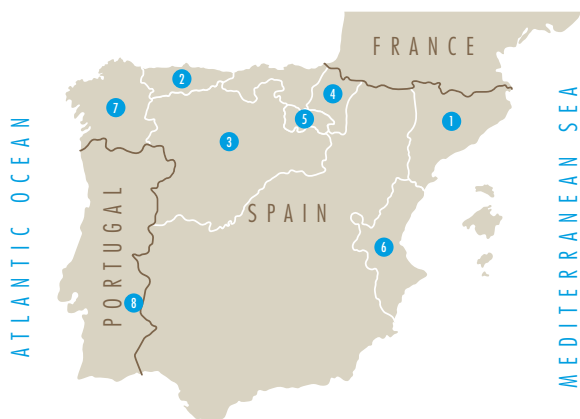 FRANCE
2
4
7
1
5
3
ATLANTIC OCEAN
MEDITERRANEAN SEA
PORTUGAL
SPAIN
6
8